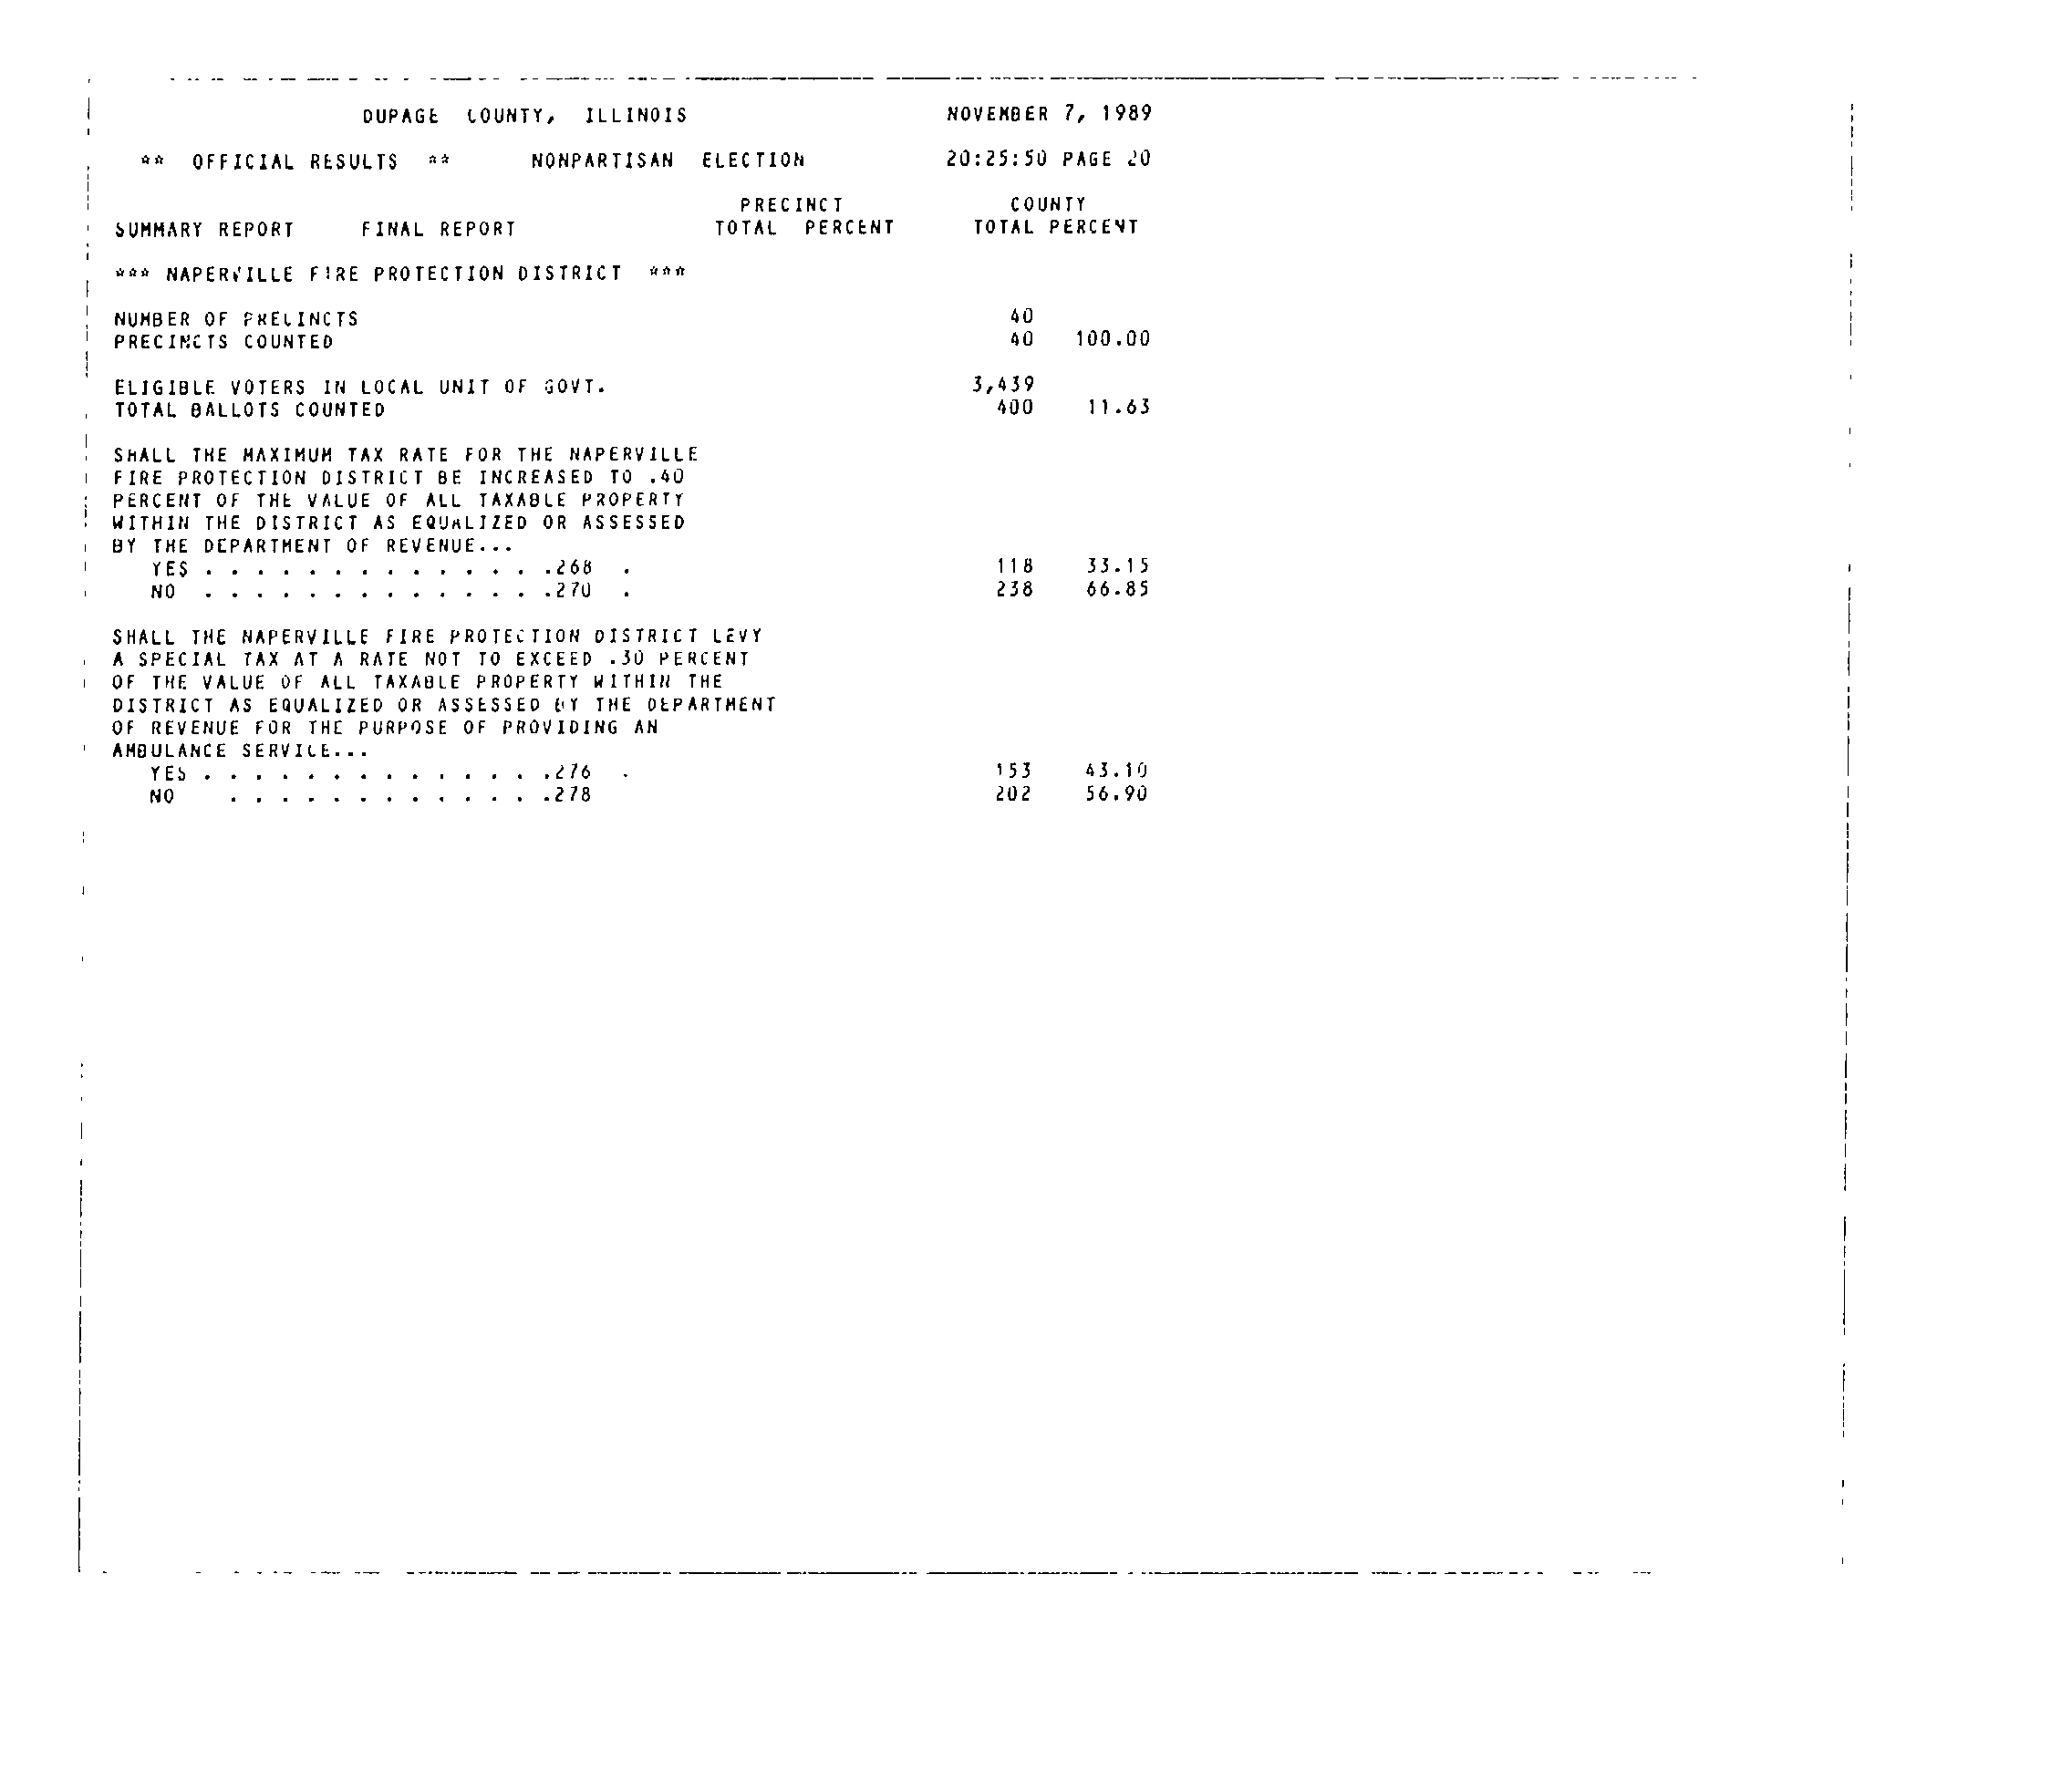 DUPAGE COUNTY, ILLINOIS NOVEMBER 7, 1989
** OFFICIAL RESULTS ** NONPARTISAN ELECTION 20:25:50 PAGE 20
PRECINCT COUNTY
SUMMARY REPORT FINAL REPORT TOTAL PERCENT TOTAL PERCENT
*** NAPERVILLE FIRE PROTECTION DISTRICT ***
NUMBER OF PRECINCTS 40
PRECINCTS COUNTED 40 100.00
ELIGIBLE VOTERS IN LOCAL UNIT OF GOVT. 3,439
TOTAL BALLOTS COUNTED 400 11.63
SHALL THE MAXIMUM TAX RATE FOR THE NAPERVILLE
FIRE PROTECTION DISTRICT BE INCREASED TO .40
PERCENT OF THE VALUE OF ALL TAXABLE PROPERTY
WITHIN THE DISTRICT AS EQUALIZED OR ASSESSED
BY THE DEPARTMENT OF REVENUE...
YES . . . . . . . . . . . . . .268 . 118 33.15
NO . . . . . . . . . . . . . .270 . 238 66.85
SHALL THE NAPERVILLE FIRE PROTECTION DISTRICT LEVY
A SPECIAL TAX AT A RATE NOT TO EXCEED .30 PERCENT
OF THE VALUE OF ALL TAXABLE PROPERTY WITHIN THE
DISTRICT AS EQUALIZED OR ASSESSED BY THE DEPARTMENT
OF REVENUE FOR THE PURPOSE OF PROVIDING AN
AMBULANCE SERVICE...
YES . . . . . . . . . . . . . .276 . 153 43.10
NO . . . . . . . . . . . . .278 202 56.90